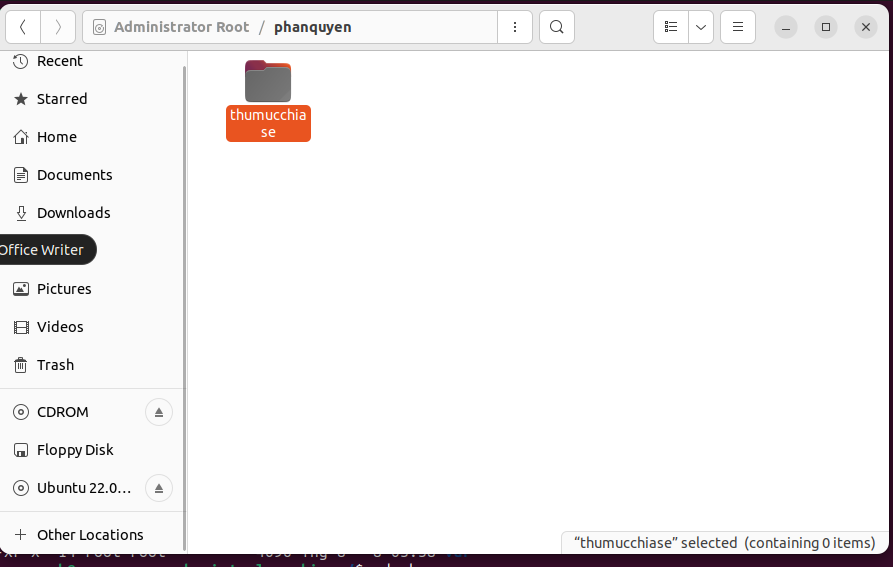 Administrator Root / phanquyen
Recent
Starred
Home
Documents
Downloads
Office Writer
Pictures
Videos
Trash
CDROM
Floppy Disk
Ubuntu 22.0...
Other Locations
thumucchia
se
"thumucchiase" selected (containing 0 items)